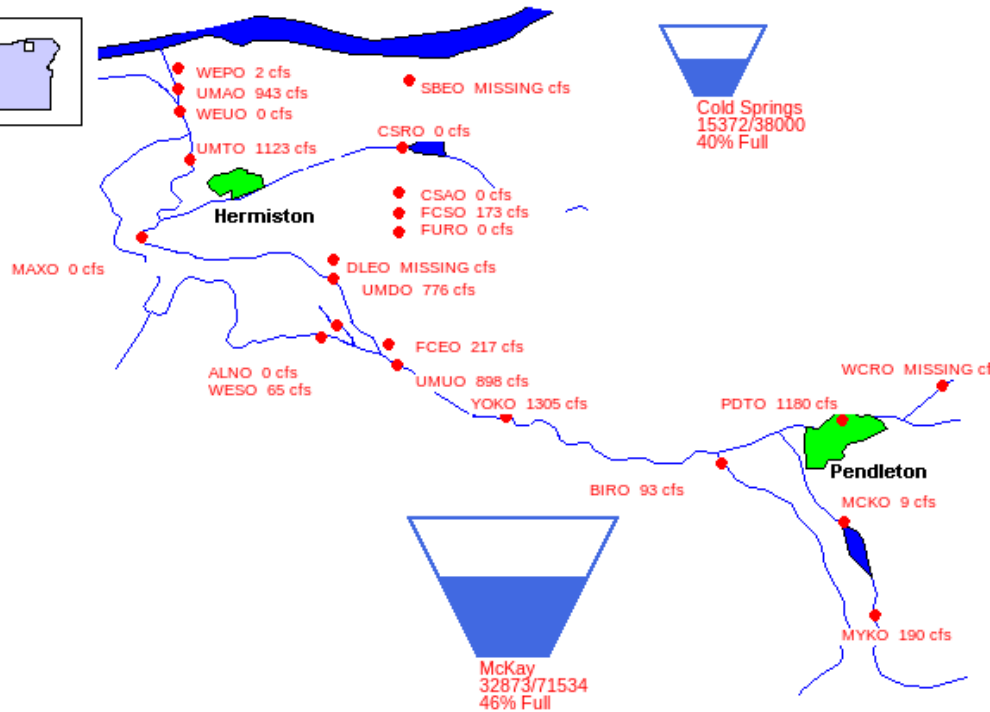 WEPO 2 cfs
UMAO 943 cfs
WEUO 0 cfs
SBEO MISSING cfs
Cold Springs
15372/38000
40% Full
CSRO 0 cfs
UMTO 1123 cfs
Hermiston
CSAO 0 cfs
FCSO 173 cfs
FURO 0 cfs
MAXO 0 cfs
DLEO MISSING cfs
UMDO 776 cfs
FCEO 217 cfs
ALNO 0 cfs
WESO 65 cfs
UMUO 898 cfs
WCRO MISSING cf
YOKO 1305 cfs
PDTO 1180 cfs
Pendleton
BIRO 93 cfs
MCKO 9 cfs
MYKO 190 cfs
McKay
32873/71534
46% Full